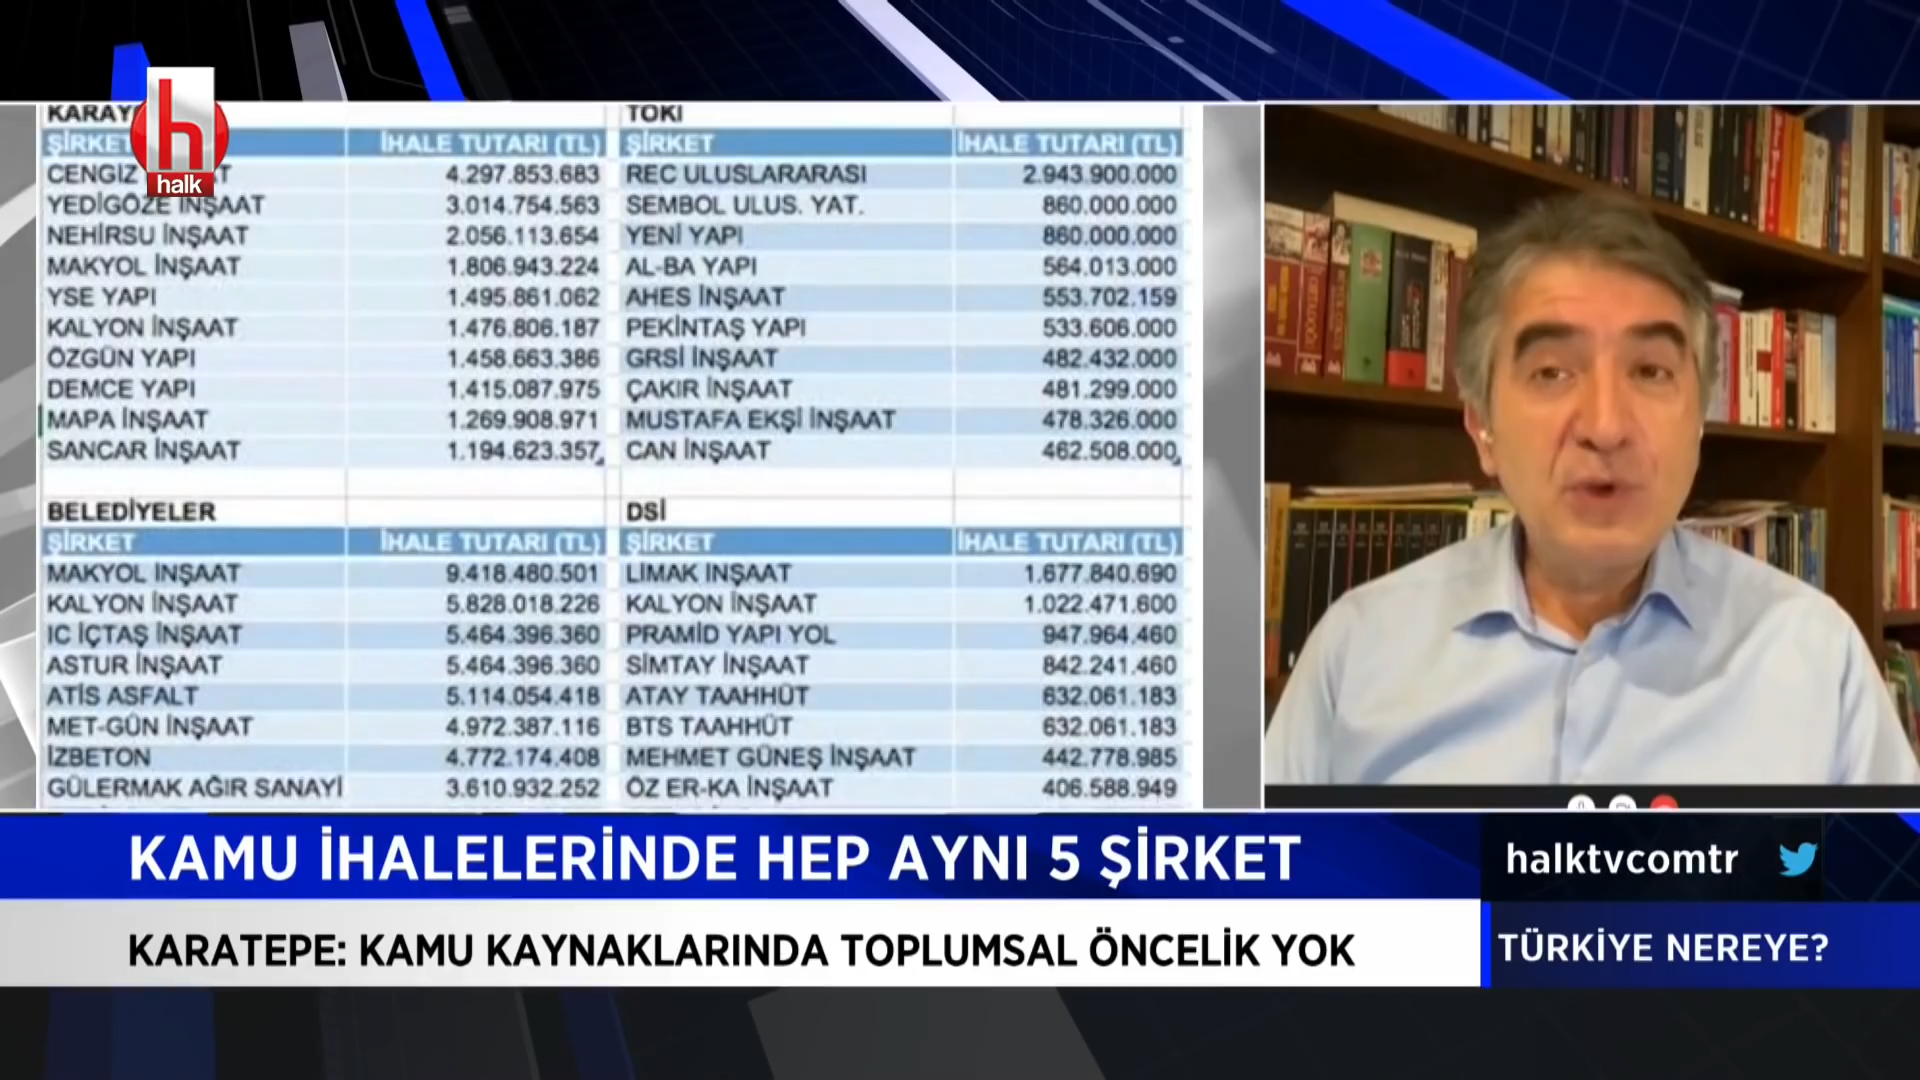 KARAYO
ŞİRKET İHALE TUTARI (TL)
CENGİZ T 4.297.853.683
YEDİGÖZE İNŞAAT 3.014.754.563
NEHİRSU İNŞAAT 2.056.113.654
MAKYOL İNŞAAT 1.806.943.224
YSE YAPI 1.495.861.062
KALYON İNŞAAT 1.476.806.187
ÖZGÜN YAPI 1.458.663.386
DEMCE YAPI 1.415.087.975
MAPA İNŞAAT 1.269.908.971
SANCAR İNŞAAT 1.194.623.357
TOKİ
ŞİRKET İHALE TUTARI (TL)
REC ULUSLARARASI 2.943.900.000
SEMBOL ULUS. YAT. 860.000.000
YENİ YAPI 860.000.000
AL-BA YAPI 564.013.000
AHES İNŞAAT 553.702.159
PEKİNTAŞ YAPI 533.606.000
GRSİ İNŞAAT 482.432.000
ÇAKIR İNŞAAT 481.299.000
MUSTAFA EKŞİ İNŞAAT 478.326.000
CAN İNŞAAT 462.508.000
BELEDİYELER
ŞİRKET İHALE TUTARI (TL)
MAKYOL İNŞAAT 9.418.480.501
KALYON İNŞAAT 5.828.018.226
IC İÇTAŞ İNŞAAT 5.464.396.360
ASTUR İNŞAAT 5.464.396.360
ATİS ASFALT 5.114.054.418
MET-GÜN İNŞAAT 4.972.387.116
İZBETON 4.772.174.408
GÜLERMAK AĞIR SANAYİ 3.610.932.252
DSİ
ŞİRKET İHALE TUTARI (TL)
LİMAK İNŞAAT 1.677.840.690
KALYON İNŞAAT 1.022.471.600
PRAMİD YAPI YOL 947.964.460
SİMTAY İNŞAAT 842.241.460
ATAY TAAHHÜT 632.061.183
BTS TAAHHÜT 632.061.183
MEHMET GÜNEŞ İNŞAAT 442.778.985
ÖZ ER-KA İNŞAAT 406.588.949
h
halk
KAMU İHALELERİNDE HEP AYNI 5 ŞİRKET
KARATEPE: KAMU KAYNAKLARINDA TOPLUMSAL ÖNCELİK YOK
halktvcomtr
TÜRKİYE NEREYE?